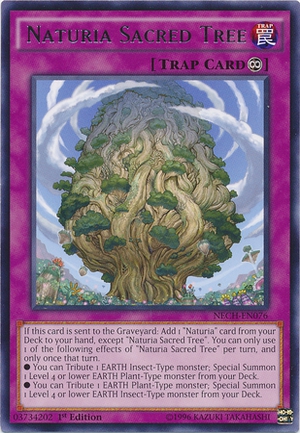 NATURIA SACRED TREE
TRAP
罠
[TRAP CARD]
NECH-EN076
If this card is sent to the Graveyard: Add 1 "Naturia" card from your
Deck to your hand, except "Naturia Sacred Tree". You can only use
1 of the following effects of "Naturia Sacred Tree" per turn, and
only once that turn.
● You can Tribute 1 EARTH Insect-Type monster; Special Summon
1 Level 4 or lower EARTH Plant-Type monster from your Deck.
● You can Tribute 1 EARTH Plant-Type monster; Special Summon
1 Level 4 or lower EARTH Insect-Type monster from your Deck.
03734202 1st Edition ©1996 KAZUKI TAKAHASHI